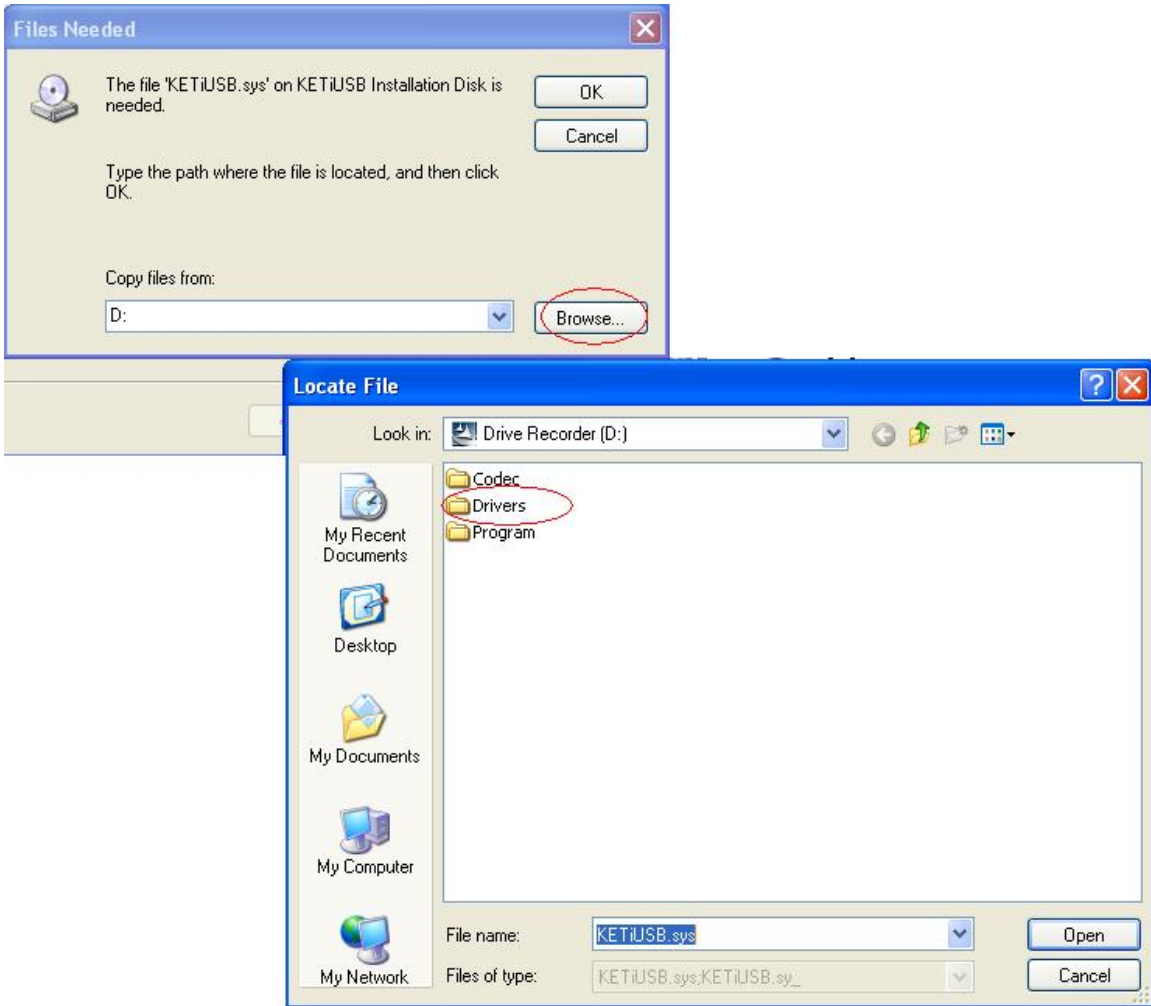 Files Needed
The file 'KETiUSB.sys' on KETiUSB Installation Disk is
needed.
OK
Cancel
Type the path where the file is located, and then click
OK.
Copy files from:
D:
Browse...
Locate File
Look in:
Drive Recorder (D:)
My Recent
Documents
Desktop
My Documents
My Computer
My Network
Codec
Drivers
Program
File name:
KETiUSB.sys
Open
Files of type:
KETiUSB.sys;KETiUSB.sy_
Cancel